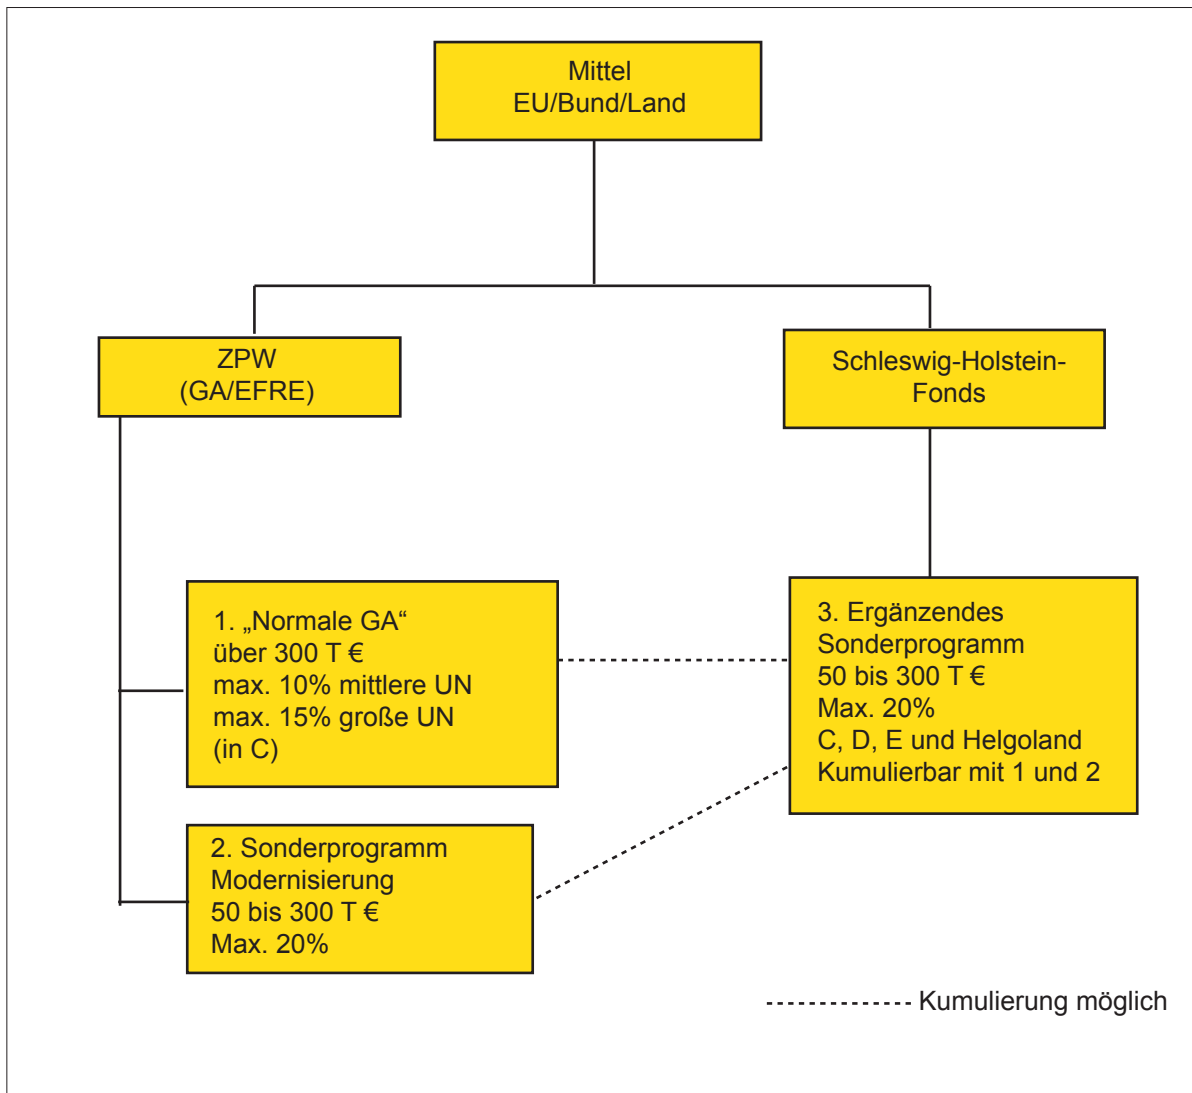 Mittel
EU/Bund/Land
ZPW
(GA/EFRE)
Schleswig-Holstein-
Fonds
1. „Normale GA“
über 300 T €
max. 10% mittlere UN
max. 15% große UN
(in C)
3. Ergänzendes
Sonderprogramm
50 bis 300 T €
Max. 20%
C, D, E und Helgoland
Kumulierbar mit 1 und 2
2. Sonderprogramm
Modernisierung
50 bis 300 T €
Max. 20%
Kumulierung möglich